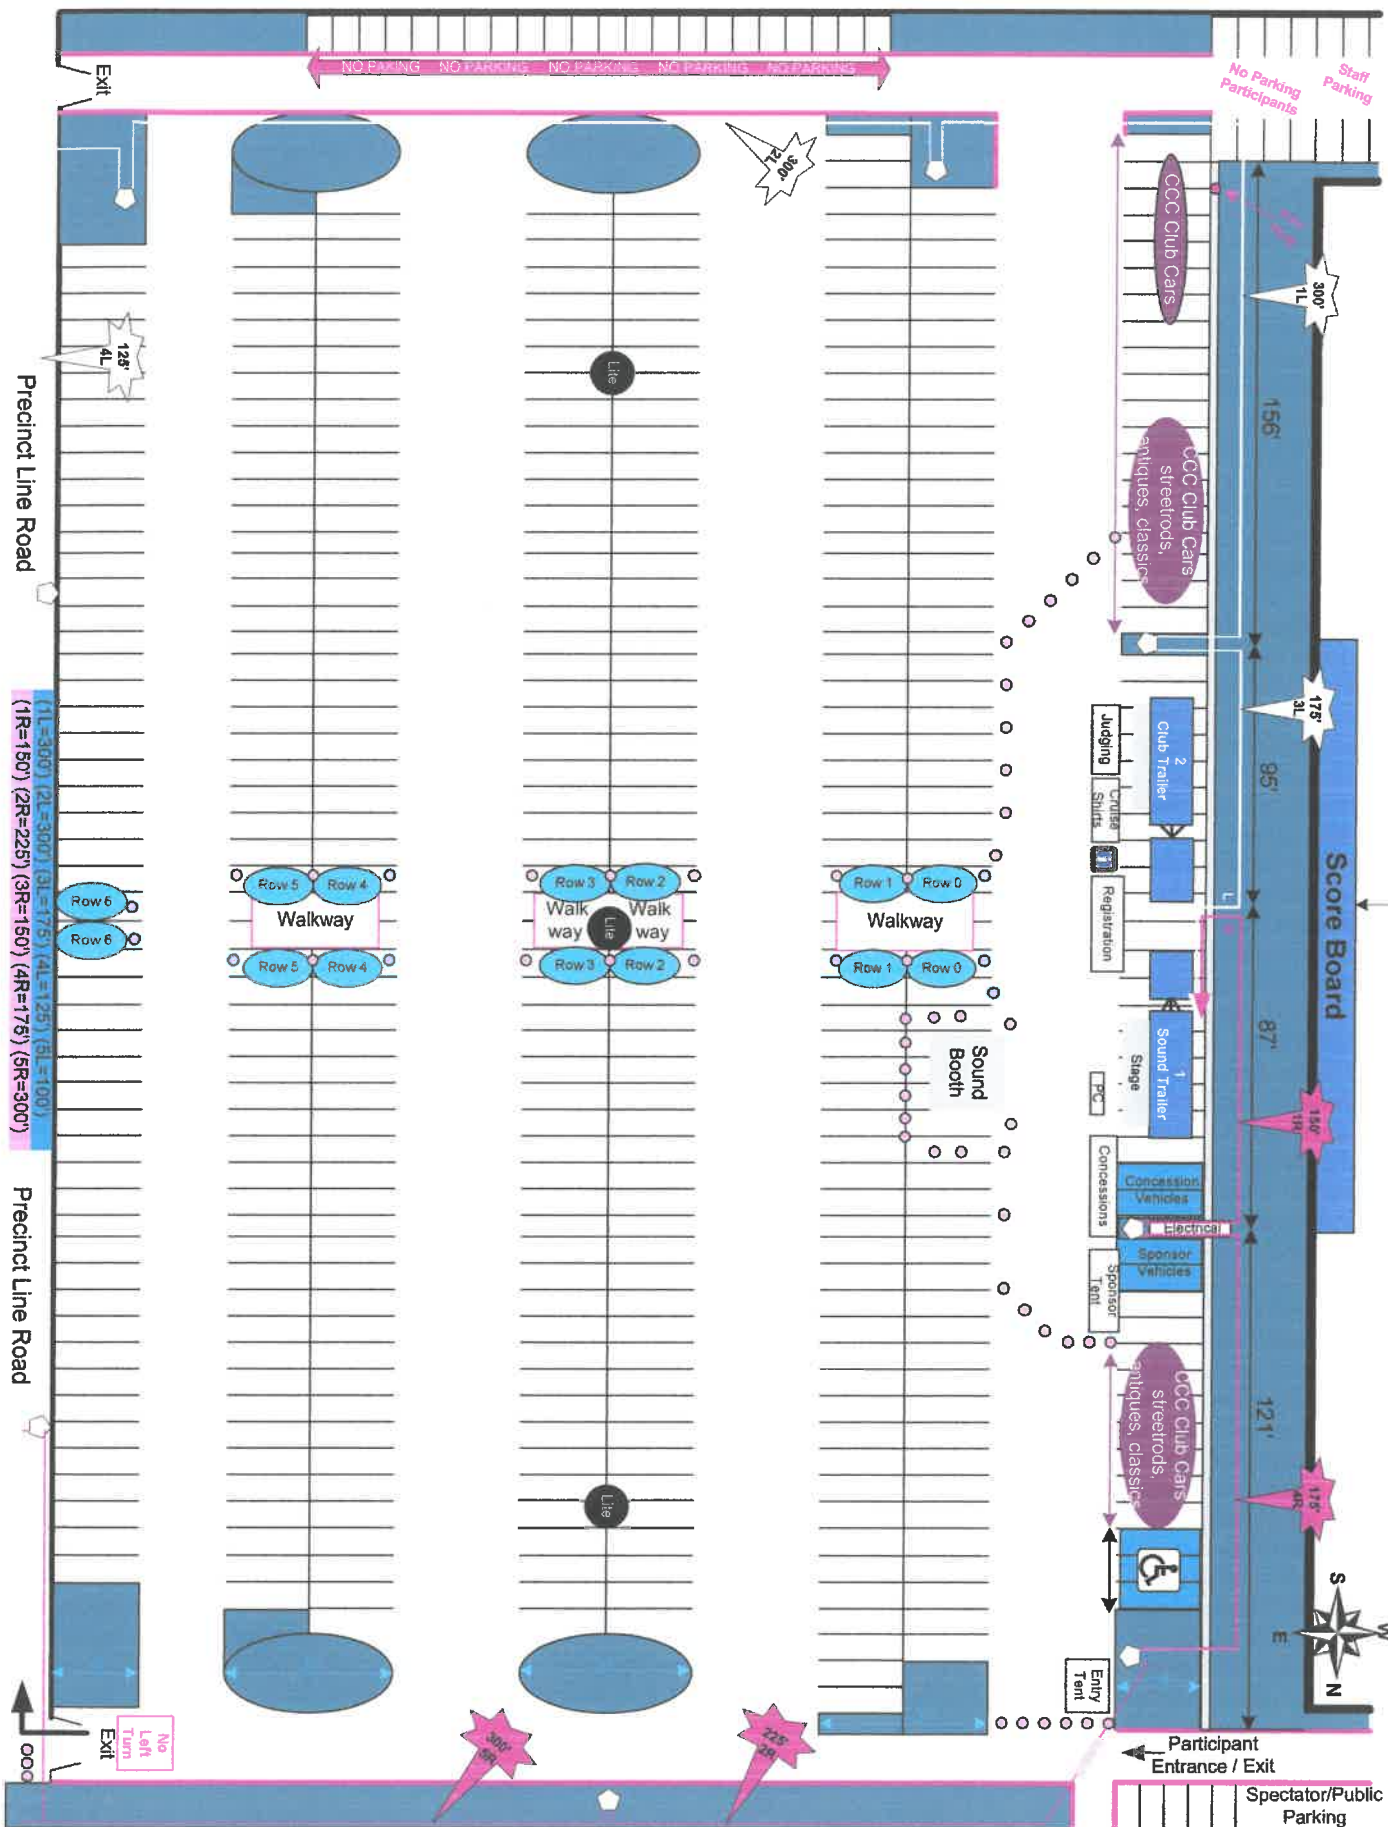 Exit
NO PAKING NO PARKING NO PARKING NO PARKING NO PARKING
No Parking
Participants
Staff
Parking
300'
2L
CCC Club Cars
300'
1L
156'
Lite
125'
4L
Precinct Line Road
CCC Club Cars
streetrods,
antiques, classics
175'
3L
95'
Score Board
2
Club Trailer
Judging
Cruise
Shirts
Registration
L
(1L=300') (2L=300') (3L=175') (4L=125') (5L=100')
(1R=150') (2R=225') (3R=150') (4R=175') (5R=300')
Row 6
Row 6
Row 5
Row 4
Walkway
Row 5
Row 4
Row 3
Row 2
Walk
way
Lite
Walk
way
Row 3
Row 2
Row 1
Row 0
Walkway
Row 1
Row 0
Sound
Booth
1
Sound Trailer
Stage
PC
87'
150'
1R
Concessions
Concession
Vehicles
Electrical
Sponsor
Vehicles
Sponsor
Tent
Precinct Line Road
CCC Club Cars
streetrods,
antiques, classics
121'
175'
4R
Lite
S
W
E
N
Entry
Tent
Exit
No
Left
Turn
300'
5R
225'
2R
Participant
Entrance / Exit
Spectator/Public
Parking